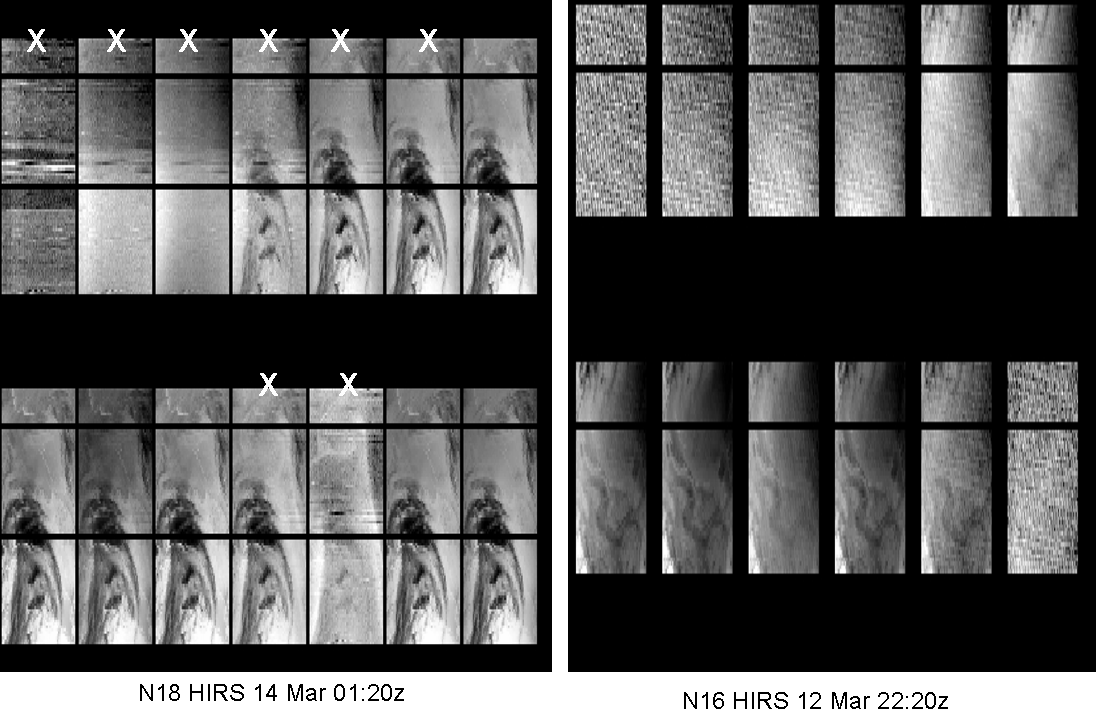 X X X X X X
X X
N18 HIRS 14 Mar 01:20z
N16 HIRS 12 Mar 22:20z